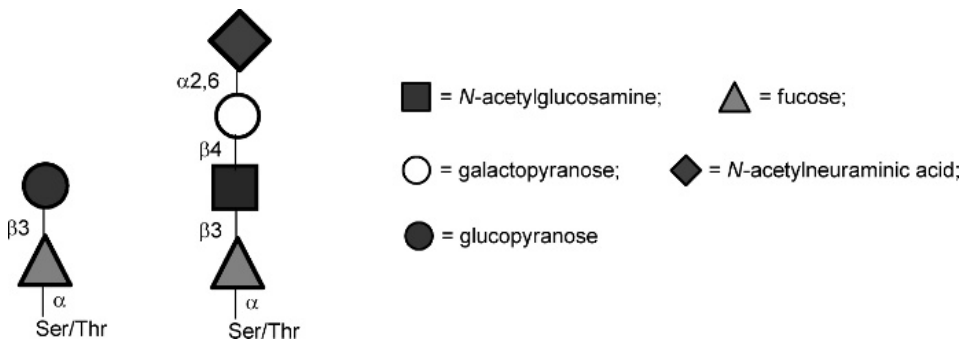 α2,6
β4
β3
β3
α
α
Ser/Thr
Ser/Thr
= N-acetylglucosamine;
= fucose;
= galactopyranose;
= N-acetylneuraminic acid;
= glucopyranose